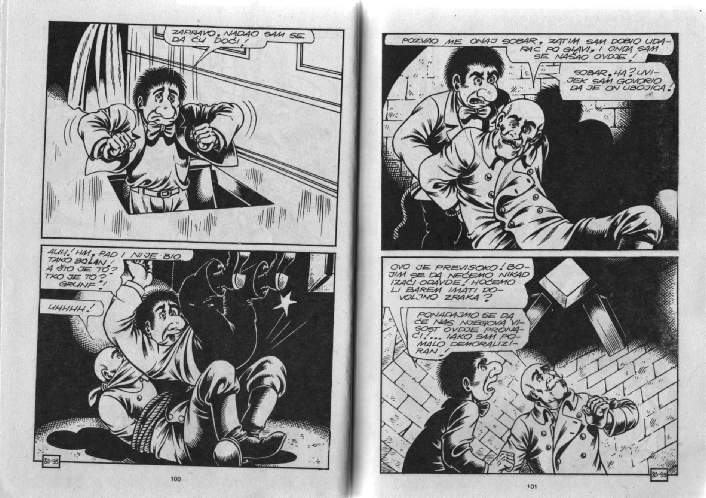 ZAPRAVO, NADAO SAM SE
DA ĆU DOĆI!
AUH! HM, PAD I NIJE BIO
TAKO BOLAN!
A ŠTO JE TO?
TKO JE TO?
GRUNF!
UHHHH!
38-98
100
POZVAO ME ONAJ SOBAR, ZATIM SAM DOBIO UDA-
RAC PO GLAVI, I ONDA SAM
SE NAŠAO OVDJE!
SOBAR, HA? UVI-
JEK SAM GOVORIO
DA JE ON UBOJICA!
OVO JE PREVISOKO! BO-
JIM SE DA NEĆEMO NIKAD
IZAĆI ODAVDE! HOĆEMO
LI BAREM IMATI DO-
VOLJNO ZRAKA?
PONADAJMO SE DA
ĆE NAS NJEGOVA VI-
SOST OVDJE PRONA-
ĆI... IAKO SAM PO-
MALO DEMORALIZI-
RAN!
101